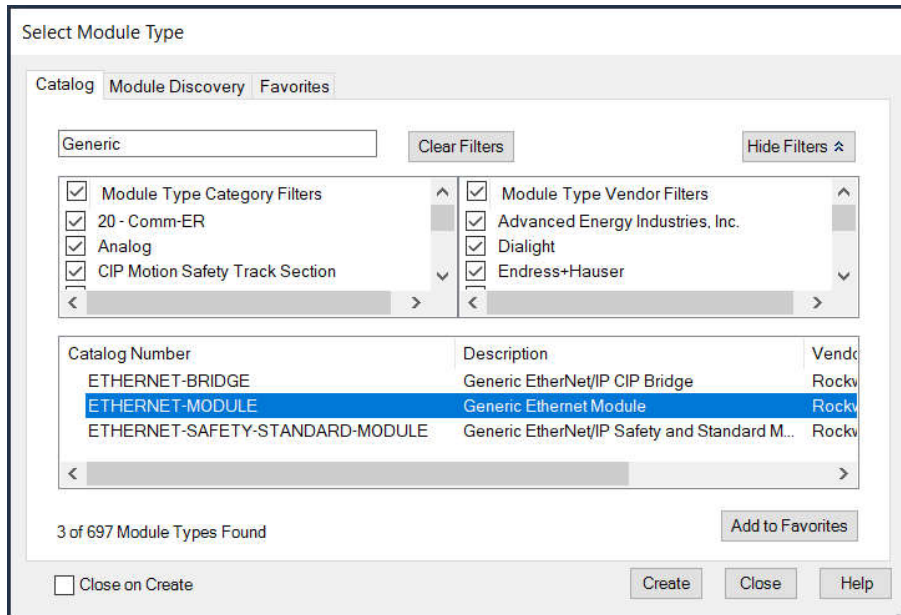 Select Module Type
Catalog Module Discovery Favorites
Generic Clear Filters Hide Filters
Module Type Category Filters
20 - Comm-ER
Analog
CIP Motion Safety Track Section
Module Type Vendor Filters
Advanced Energy Industries, Inc.
Dialight
Endress+Hauser
Catalog Number Description Vendo
ETHERNET-BRIDGE Generic EtherNet/IP CIP Bridge Rockw
ETHERNET-MODULE Generic Ethernet Module Rockw
ETHERNET-SAFETY-STANDARD-MODULE Generic EtherNet/IP Safety and Standard M... Rockw
3 of 697 Module Types Found Add to Favorites
Close on Create Create Close Help